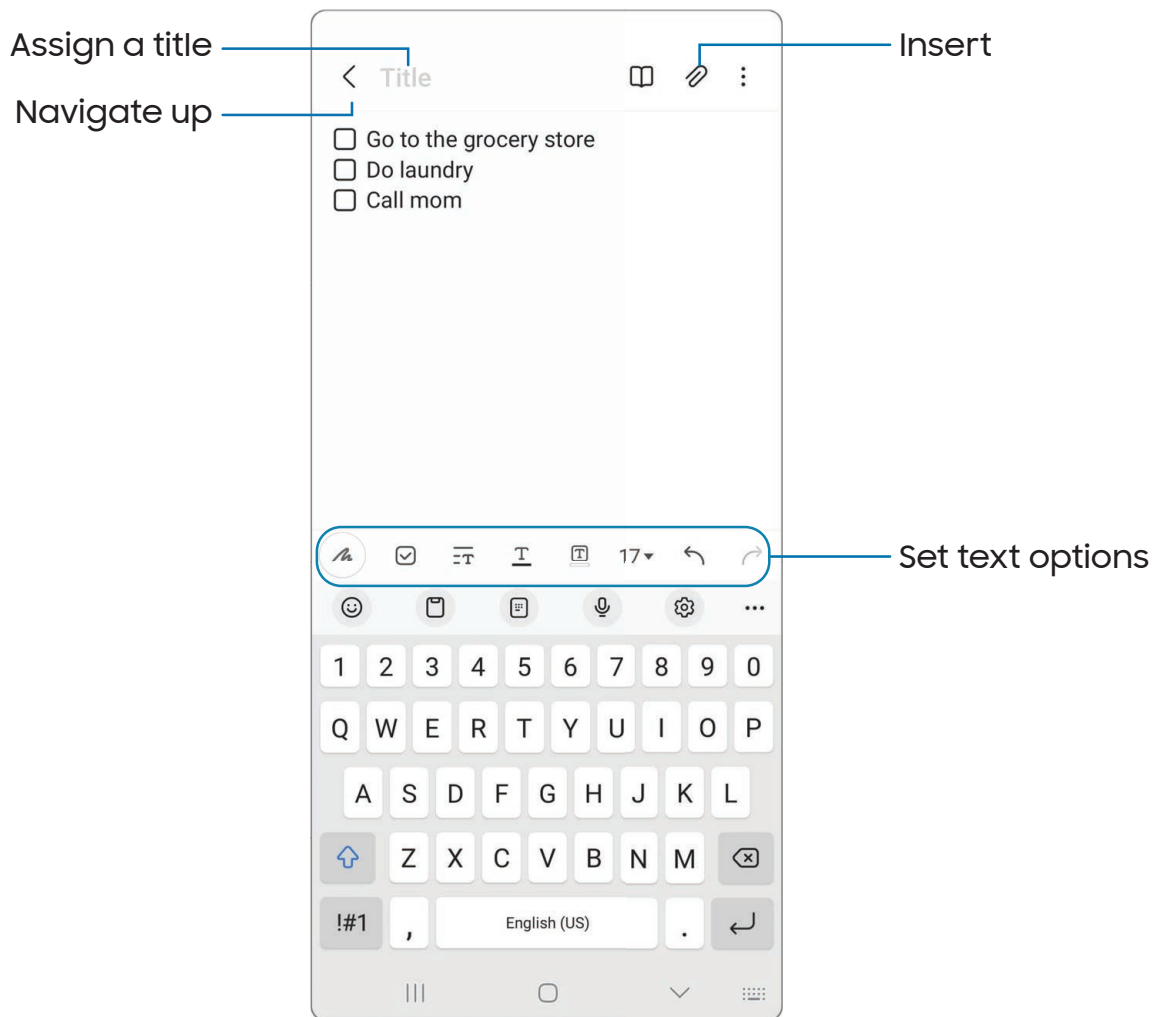 Assign a title
Insert
Title
Navigate up
Go to the grocery store
Do laundry
Call mom
17
Set text options
1 2 3 4 5 6 7 8 9 0
Q W E R T Y U I O P
A S D F G H J K L
Z X C V B N M
!#1 , English (US) .